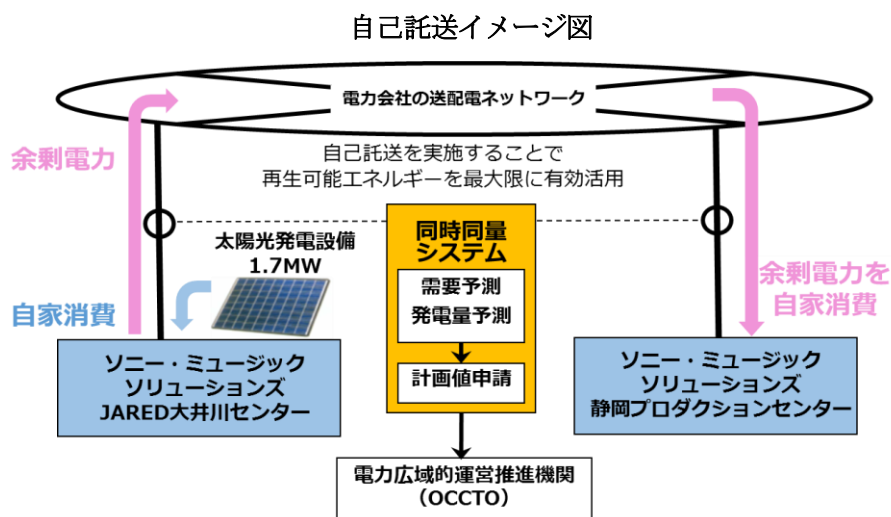 自己託送イメージ図
電力会社の送配電ネットワーク
余剰電力
自己託送を実施することで
再生可能エネルギーを最大限に有効活用
太陽光発電設備
1.7MW
自家消費
同時同量
システム
需要予測
発電量予測
計画値申請
余剰電力を
自家消費
ソニー・ミュージック
ソリューションズ
JARED大井川センター
ソニー・ミュージック
ソリューションズ
静岡プロダクションセンター
電力広域的運営推進機関
（OCCTO）